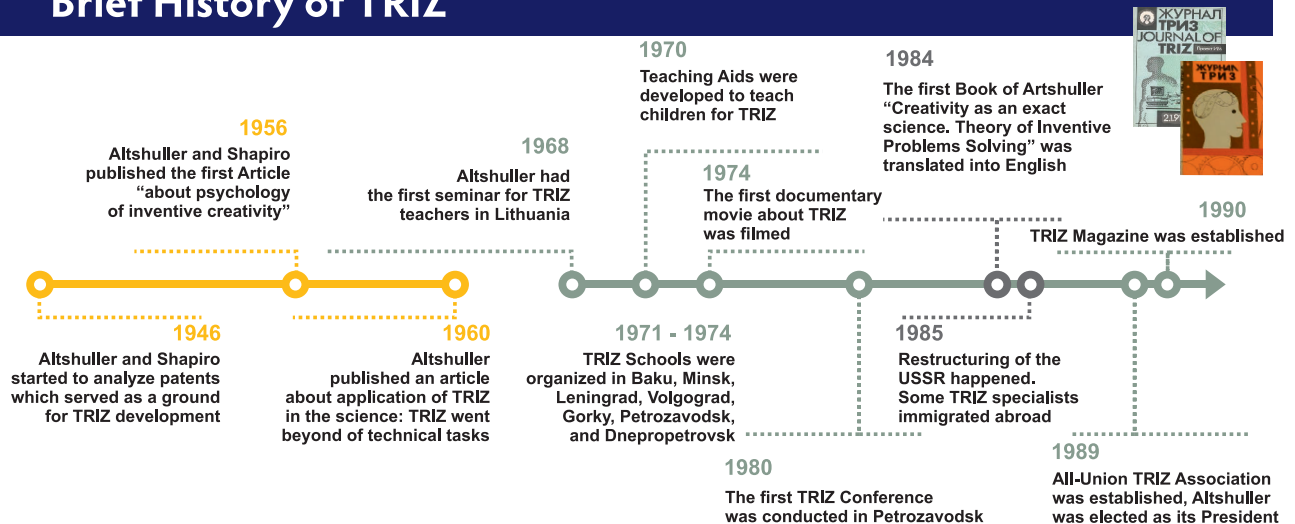 Brief History of TRIZ
ЖУРНАЛ
ТРИЗ
JOURNAL OF
TRIZ
ЖУРНАЛ
ТРИЗ
1956
Altshuller and Shapiro
published the first Article
“about psychology
of inventive creativity”
1968
Altshuller had
the first seminar for TRIZ
teachers in Lithuania
1970
Teaching Aids were
developed to teach
children for TRIZ
1974
The first documentary
movie about TRIZ
was filmed
1984
The first Book of Artshuller
“Creativity as an exact
science. Theory of Inventive
Problems Solving” was
translated into English
1990
TRIZ Magazine was established
1946
Altshuller and Shapiro
started to analyze patents
which served as a ground
for TRIZ development
1960
Altshuller
published an article
about application of TRIZ
in the science: TRIZ went
beyond of technical tasks
1971 - 1974
TRIZ Schools were
organized in Baku, Minsk,
Leningrad, Volgograd,
Gorky, Petrozavodsk,
and Dnepropetrovsk
1980
The first TRIZ Conference
was conducted in Petrozavodsk
1985
Restructuring of the
USSR happened.
Some TRIZ specialists
immigrated abroad
1989
All-Union TRIZ Association
was established, Altshuller
was elected as its President